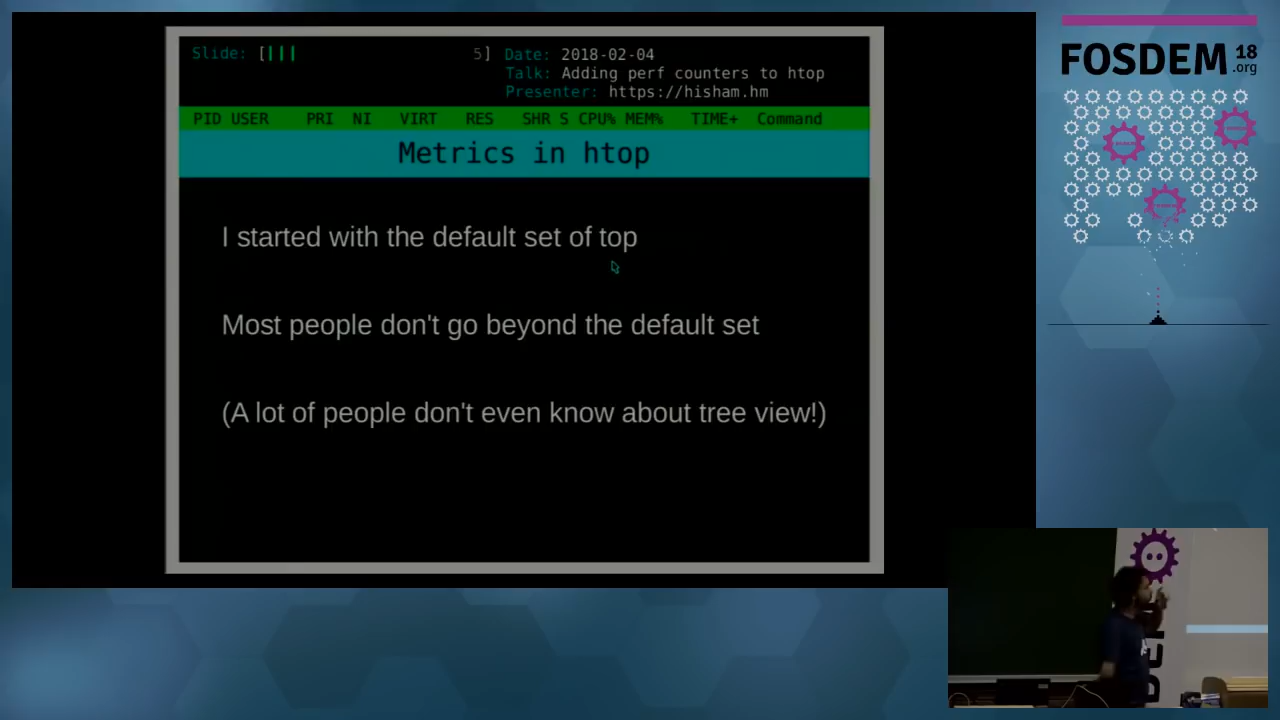 Slide: [||| 5]
Date: 2018-02-04
Talk: Adding perf counters to htop
Presenter: https://hisham.hm
PID USER PRI NI VIRT RES SHR S CPU% MEM% TIME+ Command
Metrics in htop
I started with the default set of top
Most people don't go beyond the default set
(A lot of people don't even know about tree view!)
FOSDEM 18
.org